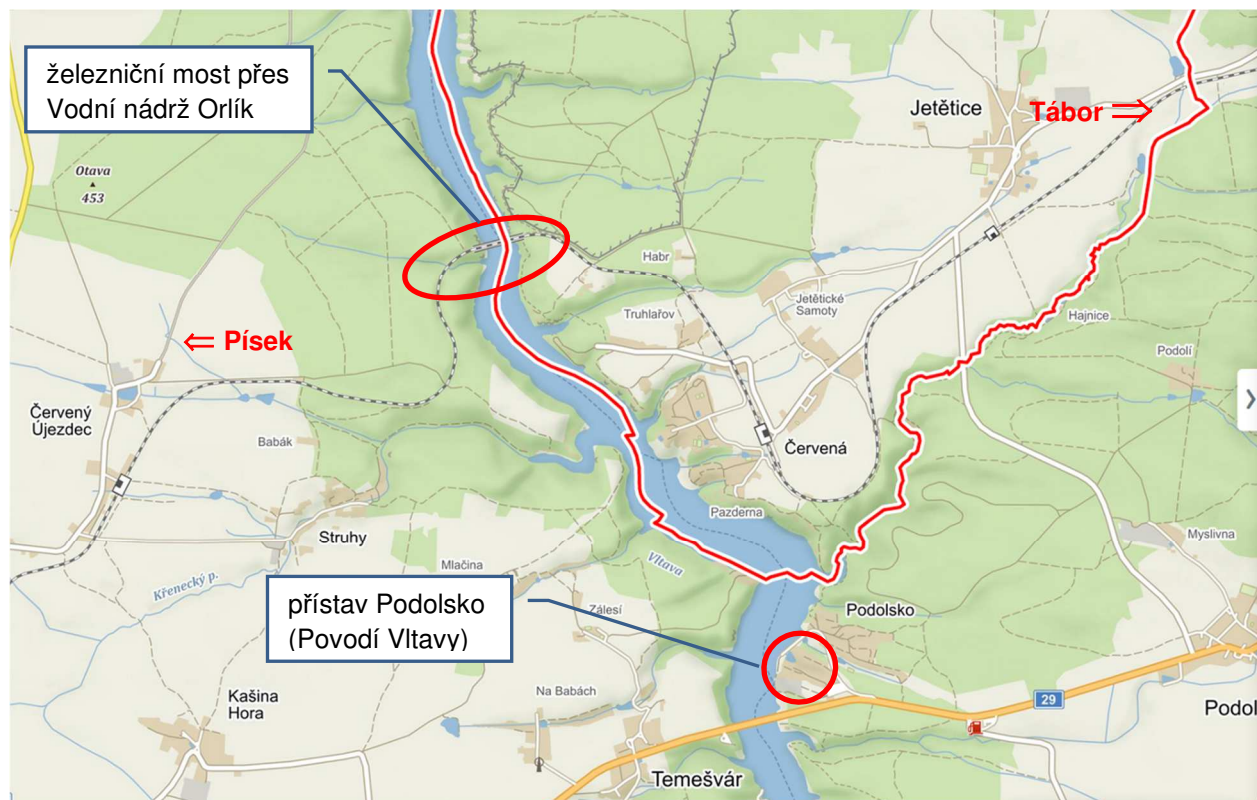 železniční most přes
Vodní nádrž Orlík
Jetětice
Tábor ⇒
Otava
453
Habr
Jetětické
Samoty
Truhlařov
Hajnice
⇐ Písek
Podolí
Červený
Újezdec
Babák
Červená
Pazderna
Struhy
Myslivna
Mlačina
Vltava
Křenecký p.
přístav Podolsko
(Povodí Vltavy)
Zálesí
Podolsko
Kašina
Hora
Na Babách
29
Podol
Temešvár